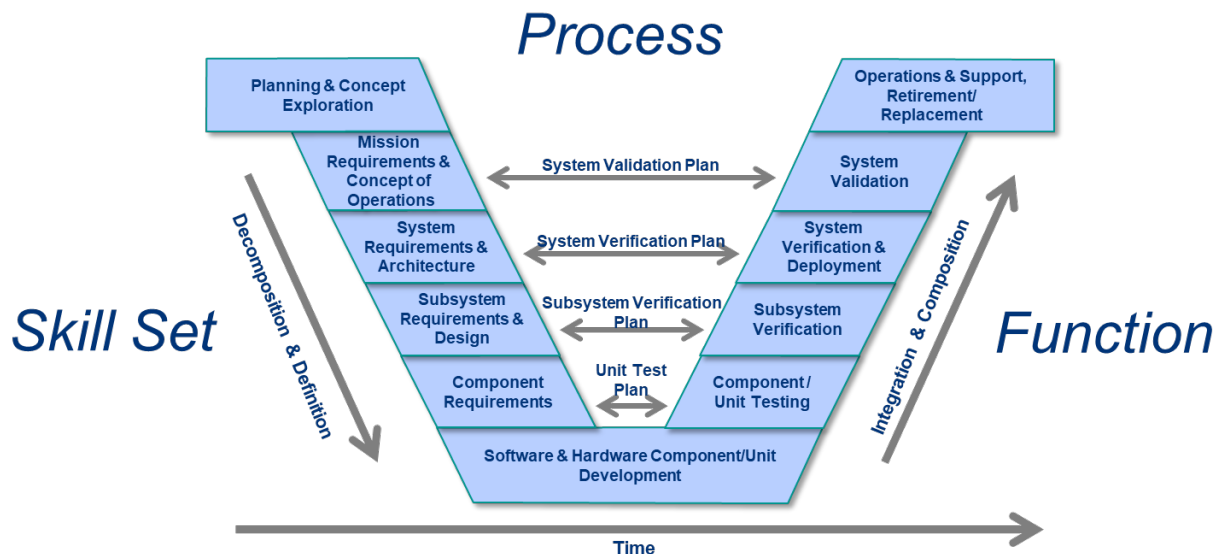 Process
Planning & Concept
Exploration
Operations & Support,
Retirement/
Replacement
Mission
Requirements &
Concept of
Operations
System Validation Plan
System
Validation
System
Requirements &
Architecture
System Verification Plan
System
Verification &
Deployment
Subsystem
Requirements &
Design
Subsystem Verification
Plan
Subsystem
Verification
Component
Requirements
Unit Test
Plan
Component/
Unit Testing
Software & Hardware Component/Unit
Development
Decomposition & Definition
Integration & Composition
Skill Set
Function
Time